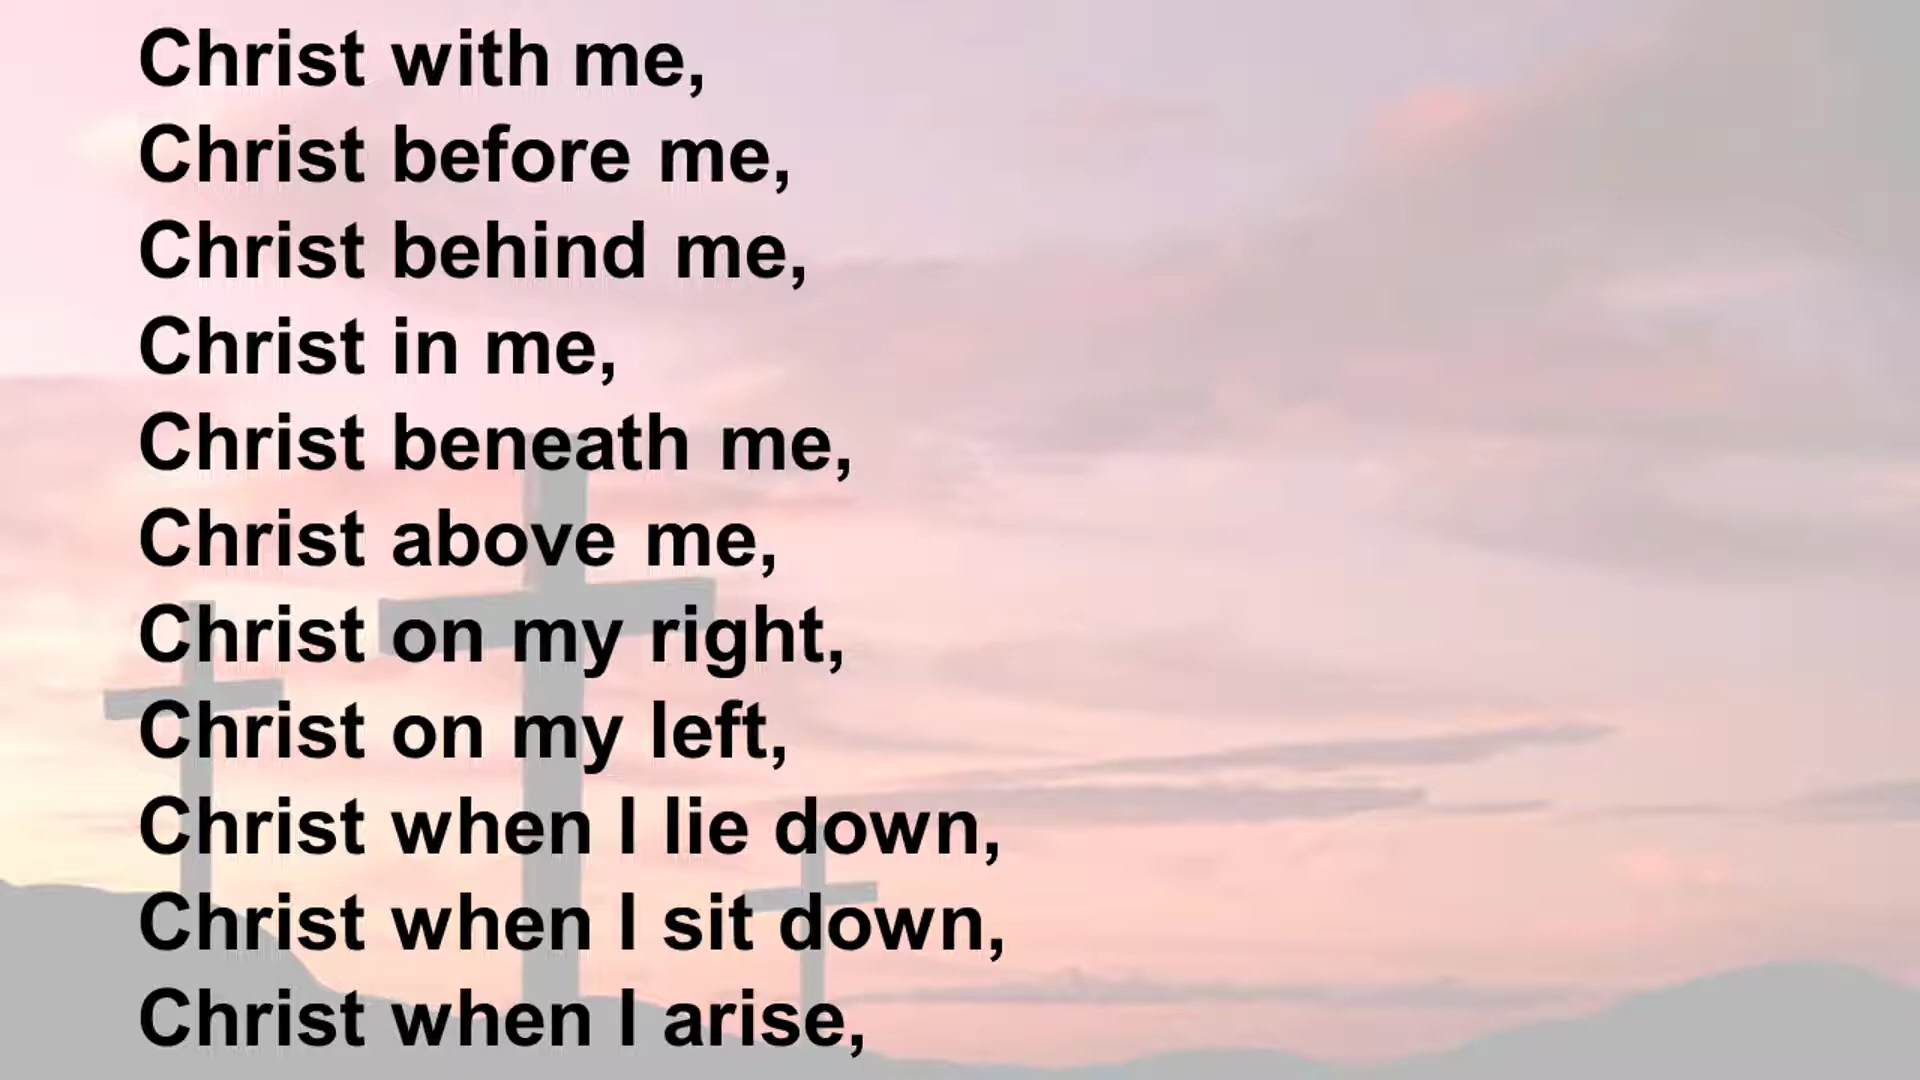 Christ with me,
Christ before me,
Christ behind me,
Christ in me,
Christ beneath me,
Christ above me,
Christ on my right,
Christ on my left,
Christ when I lie down,
Christ when I sit down,
Christ when I arise,